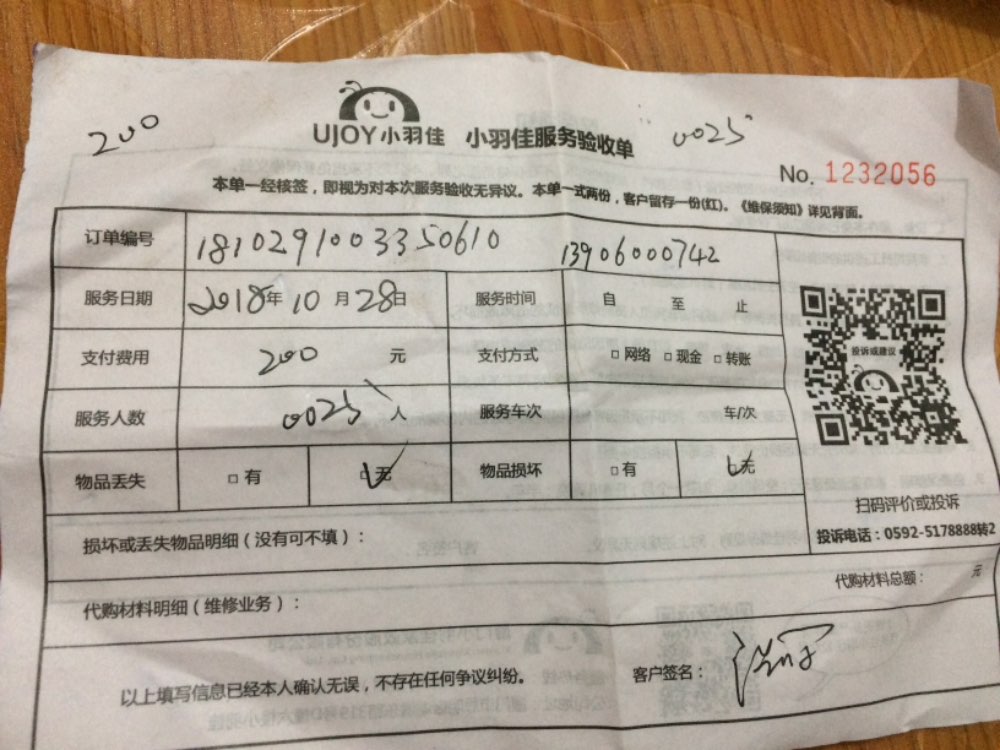 200
UJOY小羽佳 小羽佳服务验收单 0025
No. 1232056
本单一经核签，即视为对本次服务验收无异议。本单一式两份，客户留存一份(红)。《维保须知》详见背面。
订单编号 1810291003350610 13906000742
服务日期 2018年10月28日 服务时间 自 至 止
支付费用 200 元 支付方式 □网络 □现金 □转账
投诉或建议
服务人数 0025 人 服务车次 车/次
物品丢失 □有 □无 物品损坏 □有 无
扫码评价或投诉
投诉电话：0592-5178888转2
损坏或丢失物品明细（没有可不填）：
代购材料明细（维修业务）： 代购材料总额： 元
以上填写信息已经本人确认无误，不存在任何争议纠纷。 客户签名：